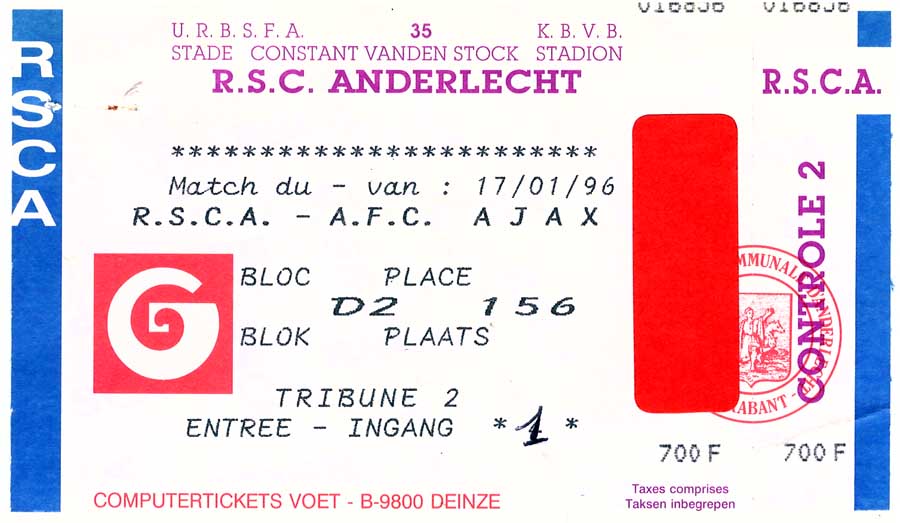 016836 016836
U. R. B. S. F. A. 35 K. B. V. B.
STADE CONSTANT VANDEN STOCK STADION
R.S.C. ANDERLECHT
R.S.C.A.
RSCA
************************
Match du - van : 17/01/96
R.S.C.A. - A.F.C. AJAX
BLOC PLACE
D2 156
BLOK PLAATS
TRIBUNE 2
ENTREE - INGANG *1*
CONTROLE 2
700 F 700 F
COMPUTERTICKETS VOET - B-9800 DEINZE
Taxes comprises
Taksen inbegrepen